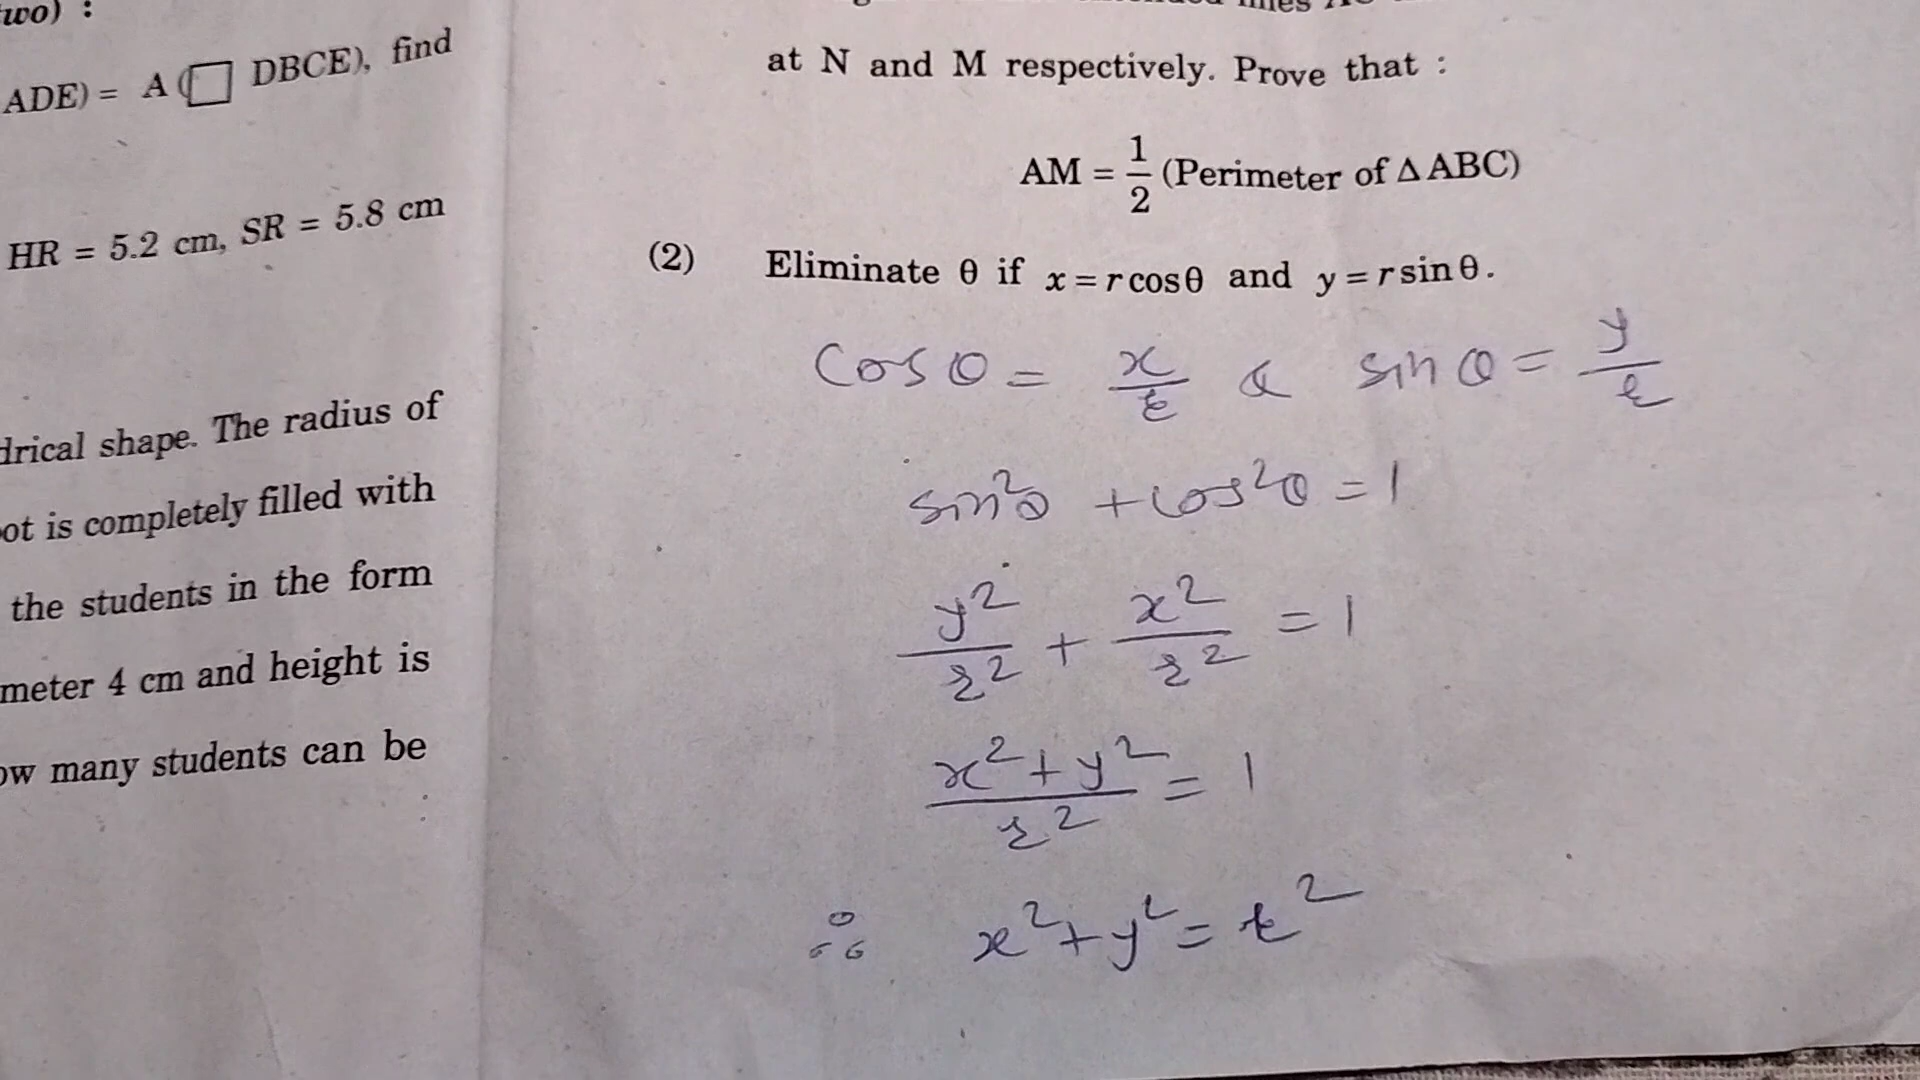 wo) :
ADE) = A (□ DBCE), find
HR = 5.2 cm, SR = 5.8 cm
drical shape. The radius of
ot is completely filled with
the students in the form
meter 4 cm and height is
ow many students can be
at N and M respectively. Prove that :
AM = 1/2 (Perimeter of △ ABC)
(2) Eliminate θ if x = r cosθ and y = r sin θ.
Cos θ = x/r & sin θ = y/r
sin²θ + cos²θ = 1
y²/r² + x²/r² = 1
x² + y²/r² = 1
∴ x² + y² = r²